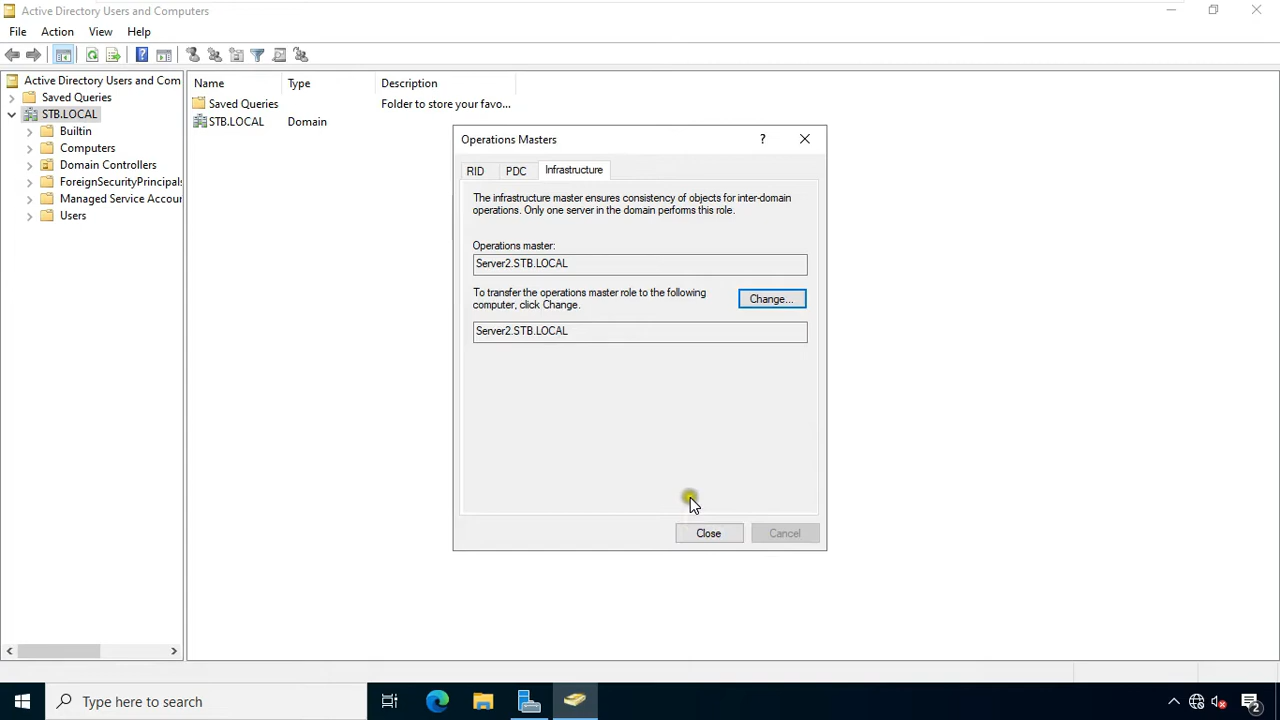 Active Directory Users and Computers
File Action View Help
Active Directory Users and Com
Saved Queries
STB.LOCAL
Builtin
Computers
Domain Controllers
ForeignSecurityPrincipals
Managed Service Accour
Users
Name Type Description
Saved Queries Folder to store your favo...
STB.LOCAL Domain
Operations Masters
?
RID PDC Infrastructure
The infrastructure master ensures consistency of objects for inter-domain
operations. Only one server in the domain performs this role.
Operations master:
Server2.STB.LOCAL
To transfer the operations master role to the following
computer, click Change.
Change...
Server2.STB.LOCAL
Close Cancel
Type here to search
2